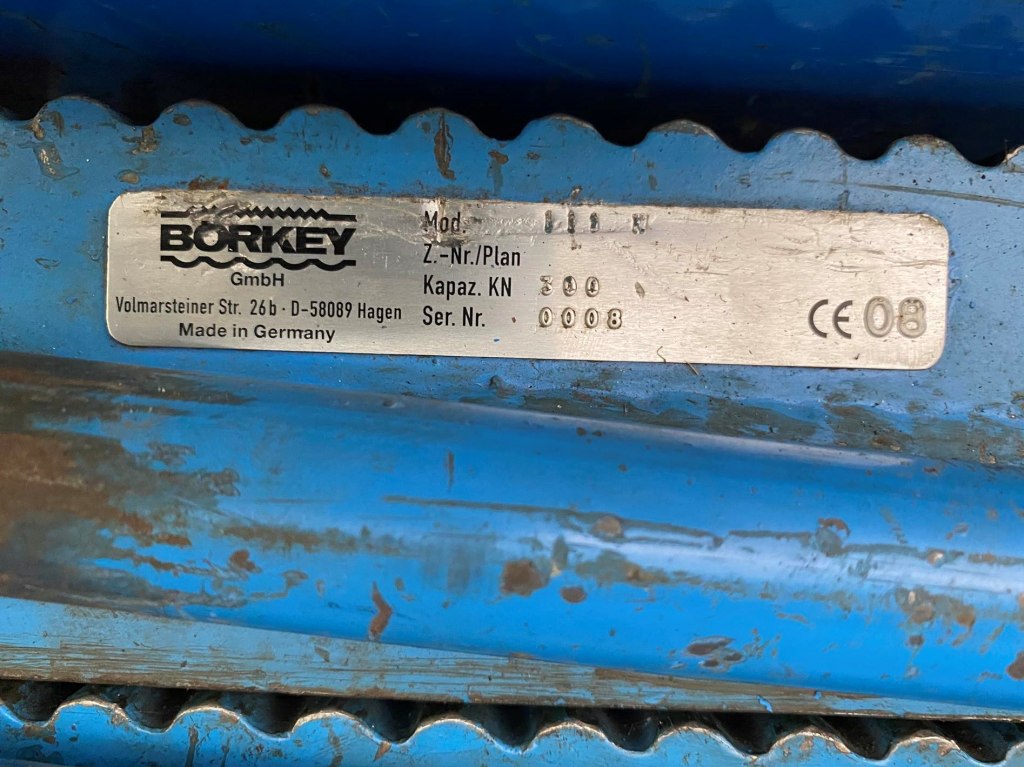 BORKEY
GmbH
Volmarsteiner Str. 26b · D-58089 Hagen
Made in Germany
Mod.
Z.-Nr./Plan
Kapaz. KN 300
Ser. Nr. 0008
CE 08